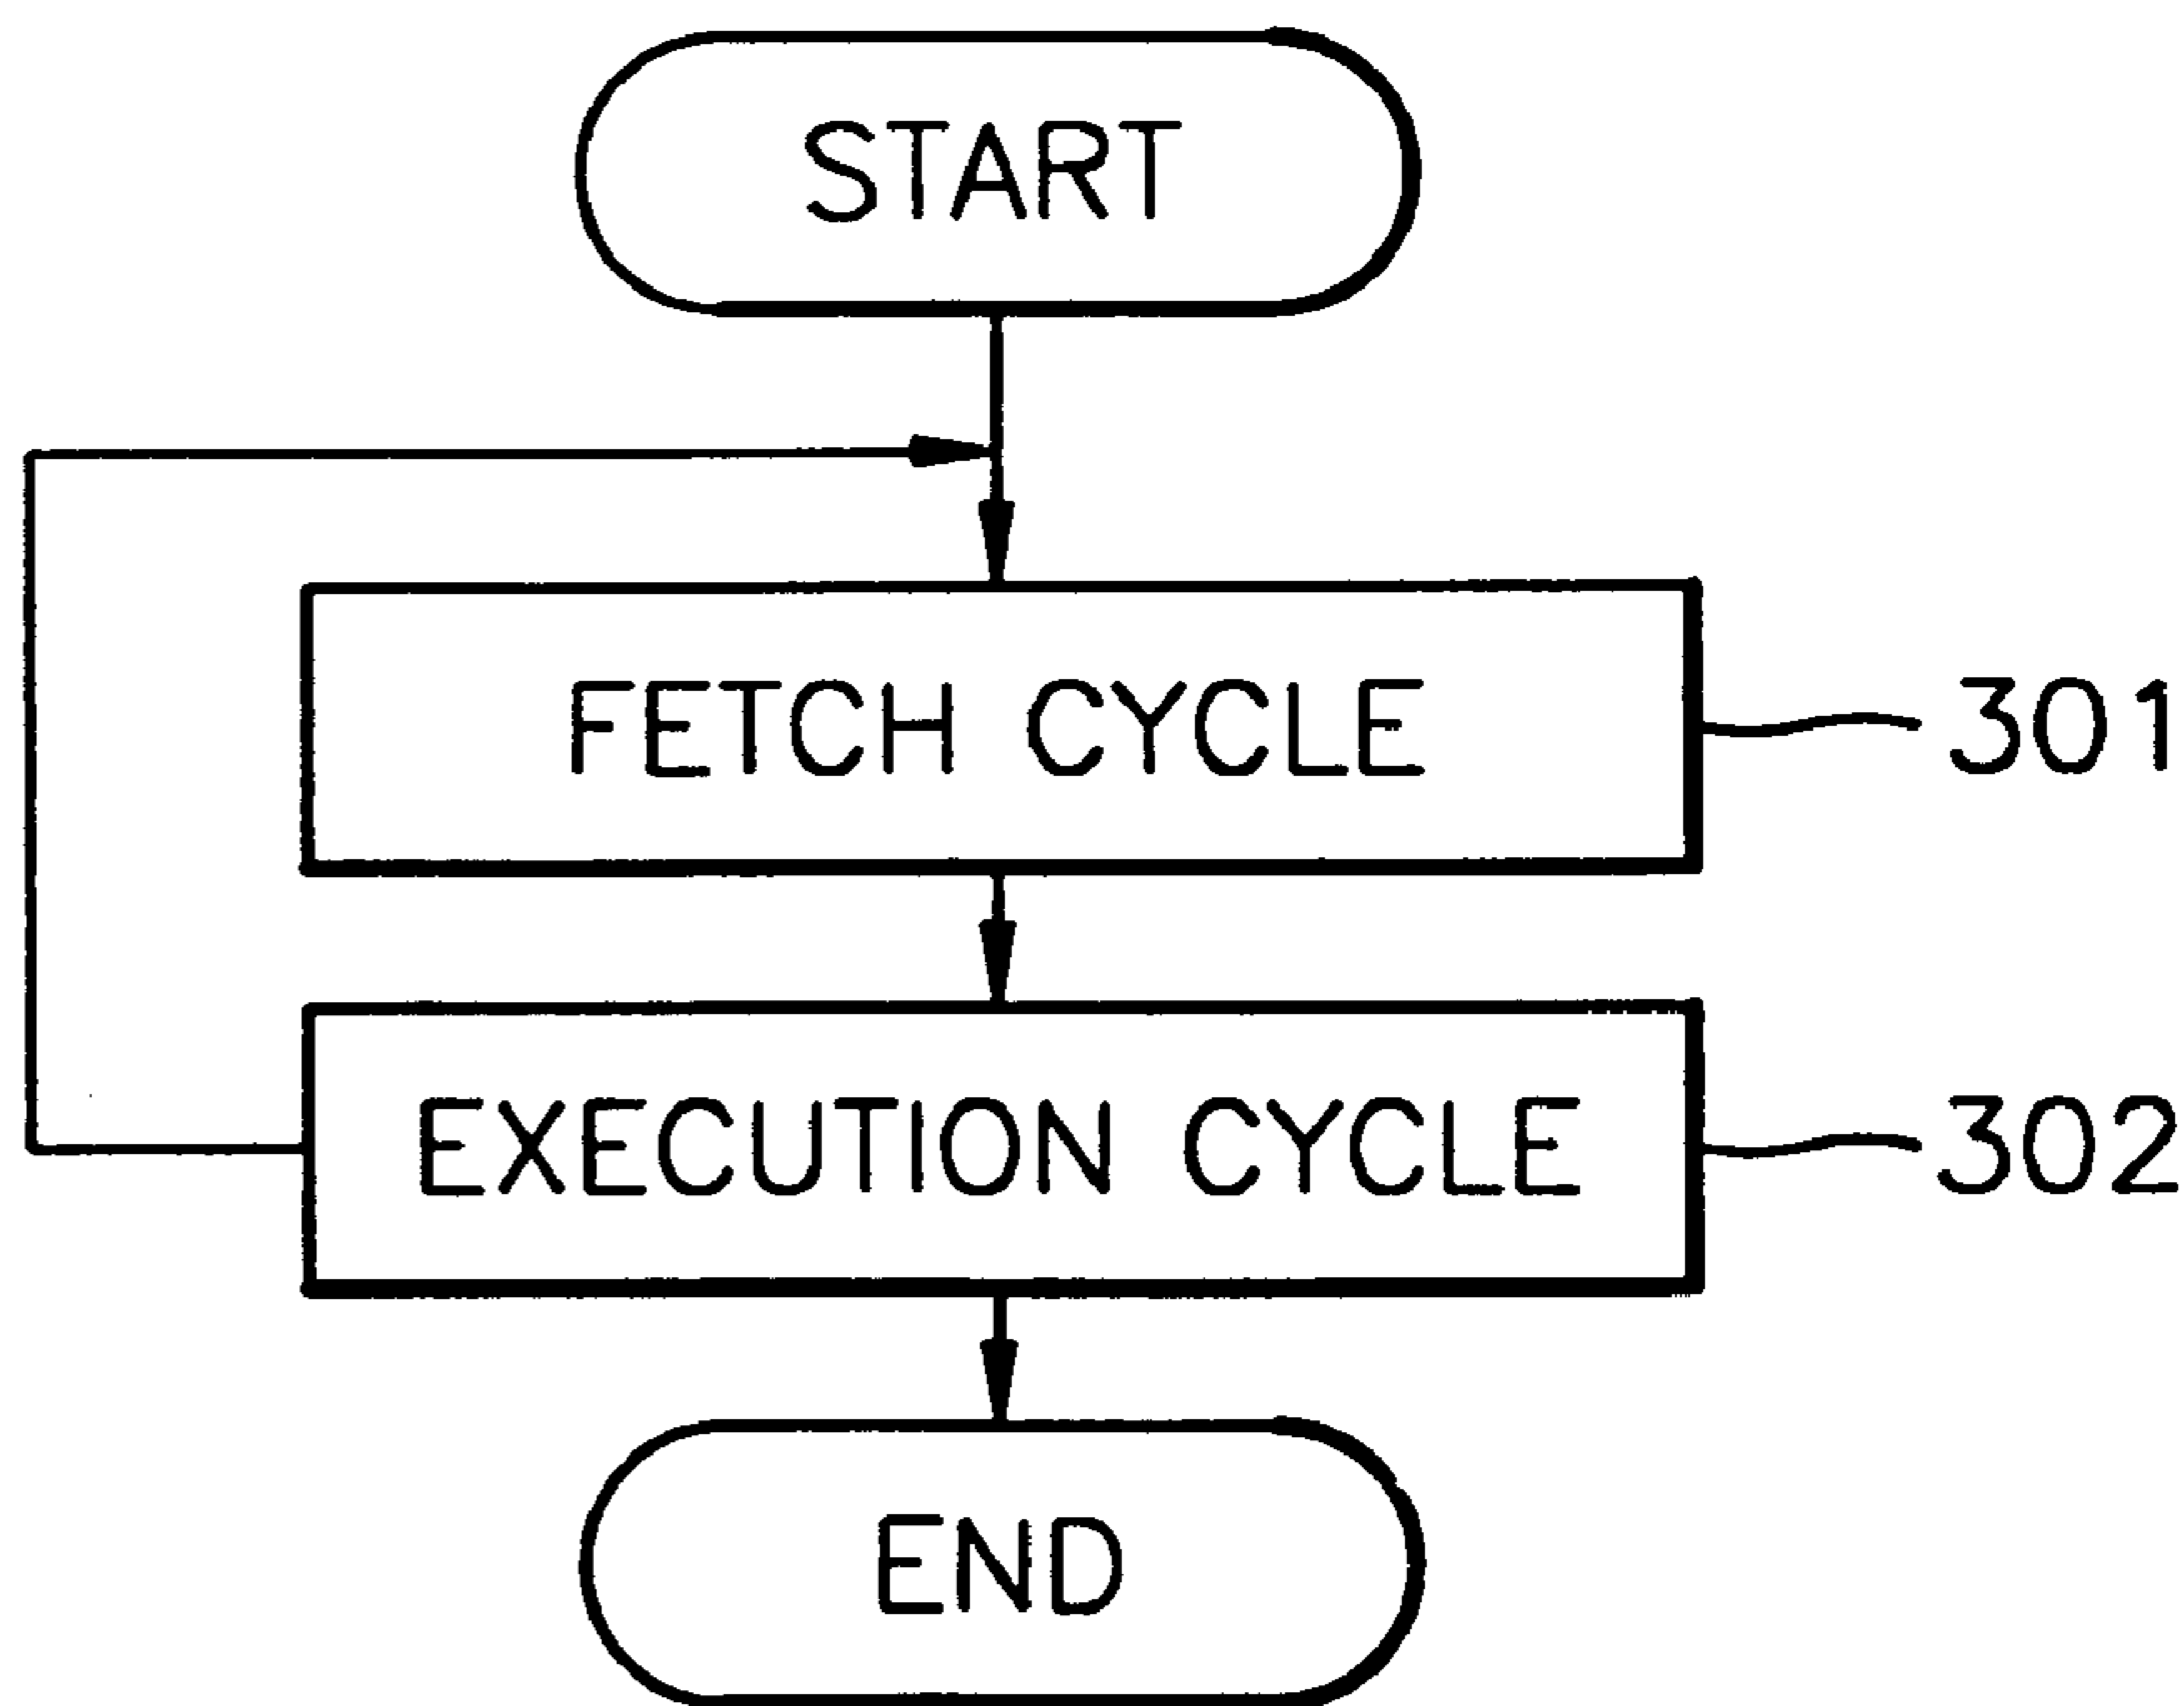 START
FETCH CYCLE
301
EXECUTION CYCLE
302
END